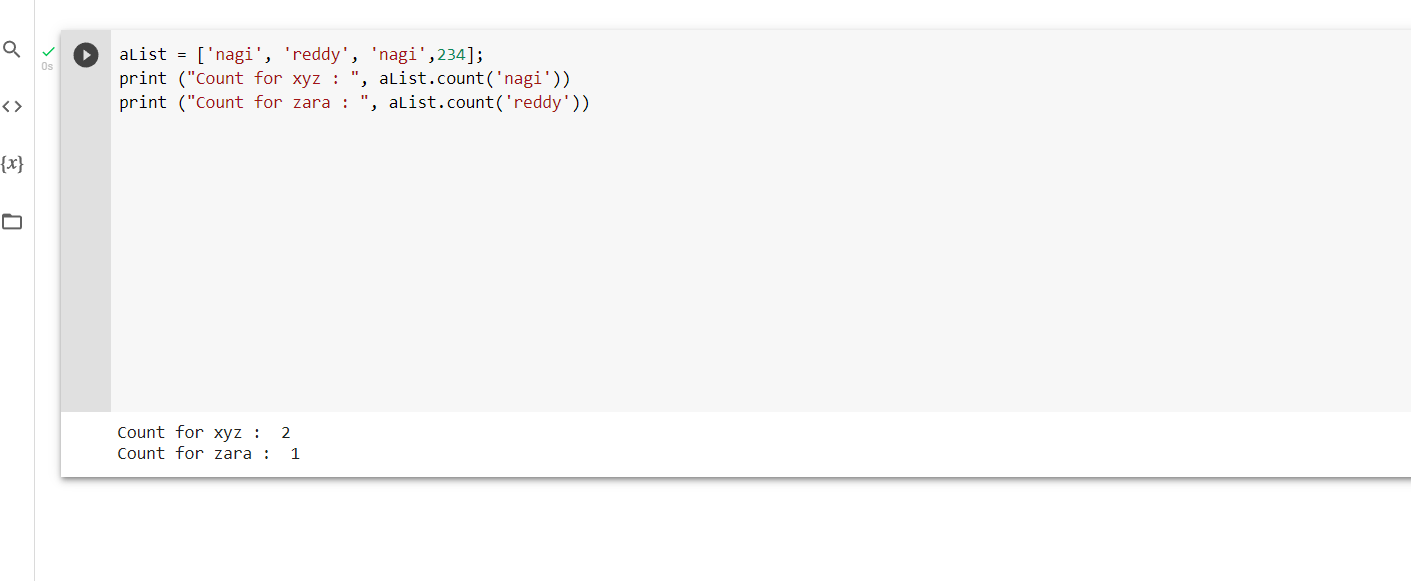 aList = ['nagi', 'reddy', 'nagi',234];
0s
print ("Count for xyz : ", aList.count('nagi'))
print ("Count for zara : ", aList.count('reddy'))
{x}
Count for xyz :  2
Count for zara :  1